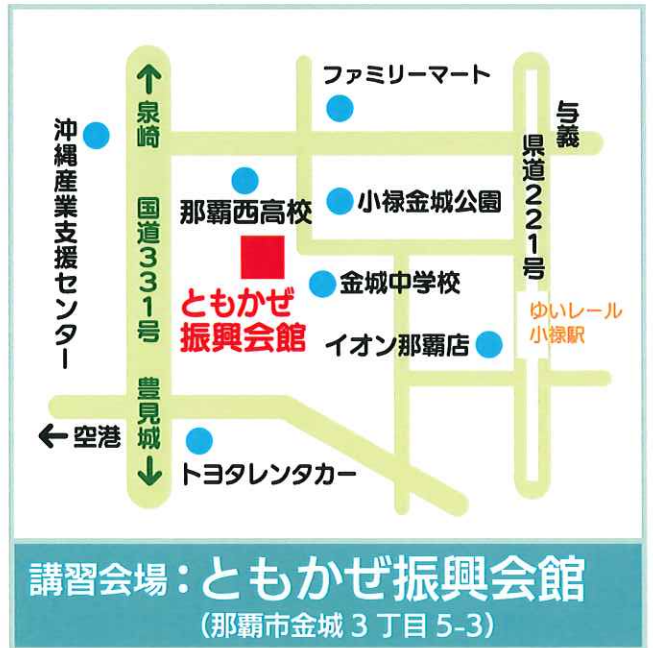 ファミリーマート
↑
泉崎
沖縄産業支援センター
与義
県道221号
那覇西高校
小禄金城公園
国道331号
ともかぜ
振興会館
金城中学校
ゆいレール
小禄駅
イオン那覇店
豊見城
↓
←空港
トヨタレンタカー
講習会場：ともかぜ振興会館
（那覇市金城3丁目5-3）